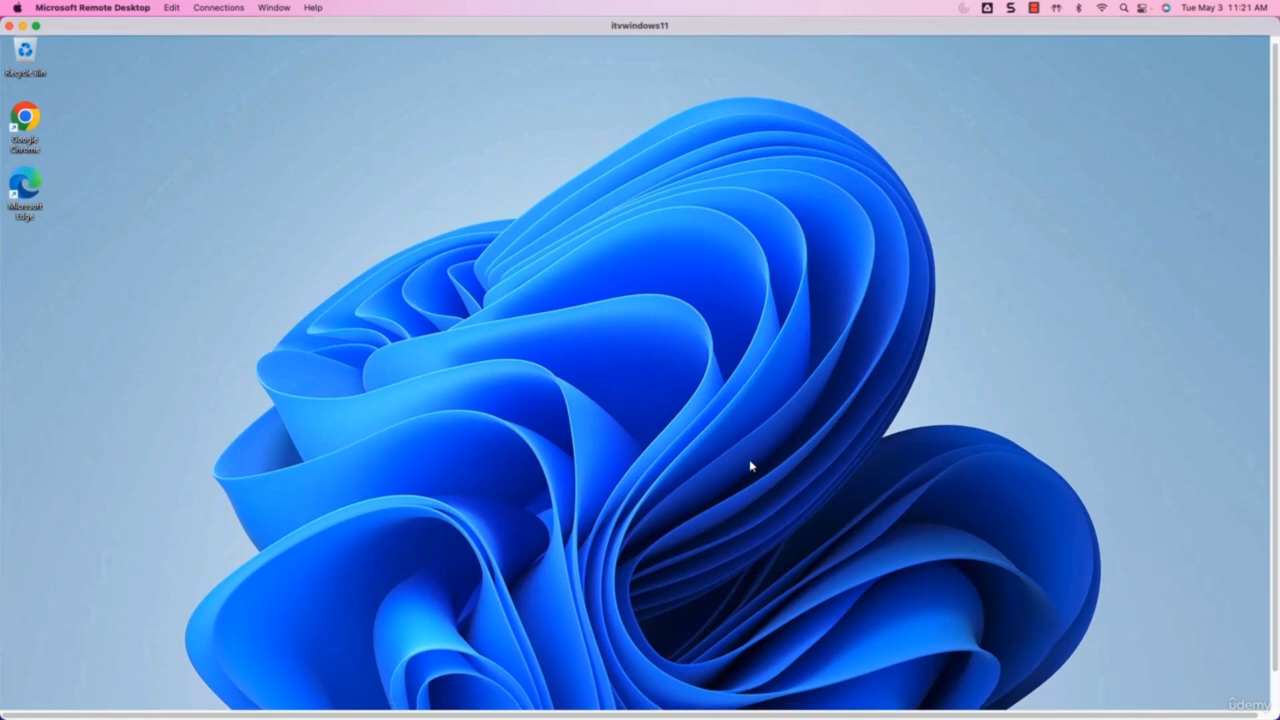 Microsoft Remote Desktop Edit Connections Window Help Tue May 3 11:21 AM
itvwindows11
Recycle Bin
Google
Chrome
Microsoft
Edge
udemy